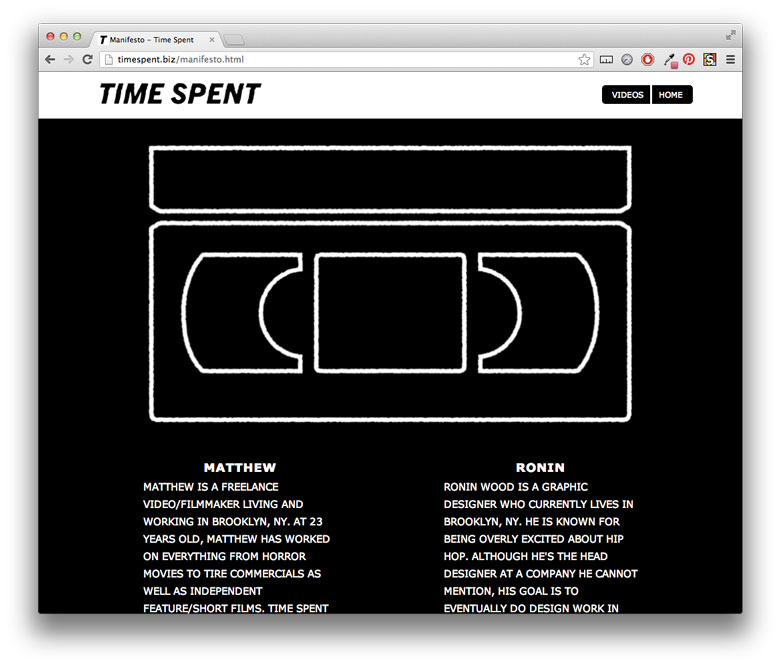 Manifesto – Time Spent
timespent.biz/manifesto.html
TIME SPENT
VIDEOS
HOME
MATTHEW
MATTHEW IS A FREELANCE
VIDEO/FILMMAKER LIVING AND
WORKING IN BROOKLYN, NY. AT 23
YEARS OLD, MATTHEW HAS WORKED
ON EVERYTHING FROM HORROR
MOVIES TO TIRE COMMERCIALS AS
WELL AS INDEPENDENT
FEATURE/SHORT FILMS. TIME SPENT
RONIN
RONIN WOOD IS A GRAPHIC
DESIGNER WHO CURRENTLY LIVES IN
BROOKLYN, NY. HE IS KNOWN FOR
BEING OVERLY EXCITED ABOUT HIP
HOP. ALTHOUGH HE'S THE HEAD
DESIGNER AT A COMPANY HE CANNOT
MENTION, HIS GOAL IS TO
EVENTUALLY DO DESIGN WORK IN